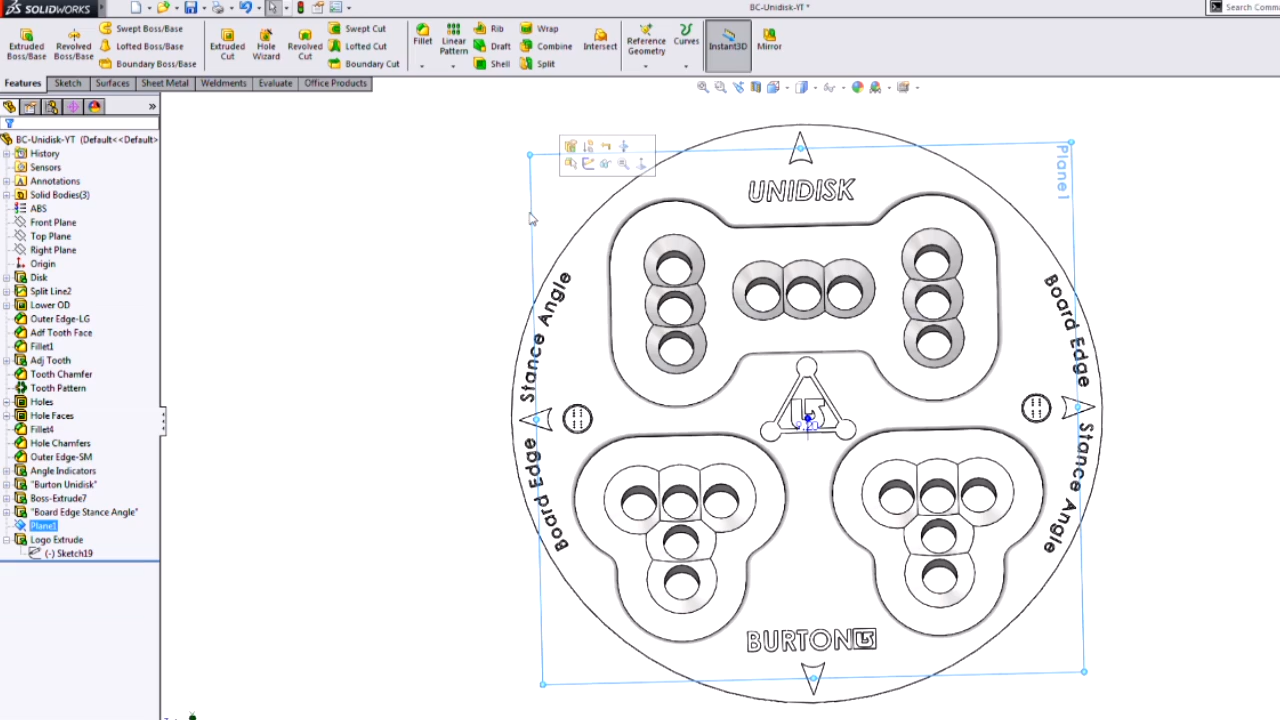 SOLIDWORKS
BC-Unidisk-YT *
Search Comma
Extruded Boss/Base
Revolved Boss/Base
Swept Boss/Base
Lofted Boss/Base
Boundary Boss/Base
Extruded Cut
Hole Wizard
Revolved Cut
Swept Cut
Lofted Cut
Boundary Cut
Fillet
Linear Pattern
Rib
Draft
Shell
Wrap
Combine
Split
Intersect
Reference Geometry
Curves
Instant3D
Mirror
Features
Sketch
Surfaces
Sheet Metal
Weldments
Evaluate
Office Products
BC-Unidisk-YT (Default<<Default>
History
Sensors
Annotations
Solid Bodies(3)
ABS
Front Plane
Top Plane
Right Plane
Origin
Disk
Split Line2
Lower OD
Outer Edge-LG
Adf Tooth Face
Fillet1
Adj Tooth
Tooth Chamfer
Tooth Pattern
Holes
Hole Faces
Fillet4
Hole Chamfers
Outer Edge-SM
Angle Indicators
"Burton Unidisk"
Boss-Extrude7
"Board Edge Stance Angle"
Plane1
Logo Extrude
(-) Sketch19
Plane1
UNIDISK
Stance Angle
Board Edge
Board Edge
Stance Angle
BURTON